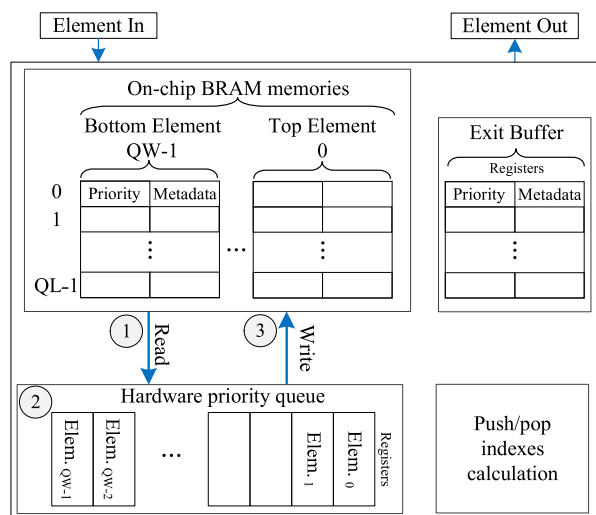 Element In
Element Out
On-chip BRAM memories
Bottom Element
QW-1
Top Element
0
Exit Buffer
Registers
0
Priority
Metadata
Priority
Metadata
1
...
QL-1
1
Read
3
Write
2
Hardware priority queue
Elem. QW-1
Elem. QW-2
...
Elem. 1
Elem. 0
Registers
Push/pop
indexes
calculation